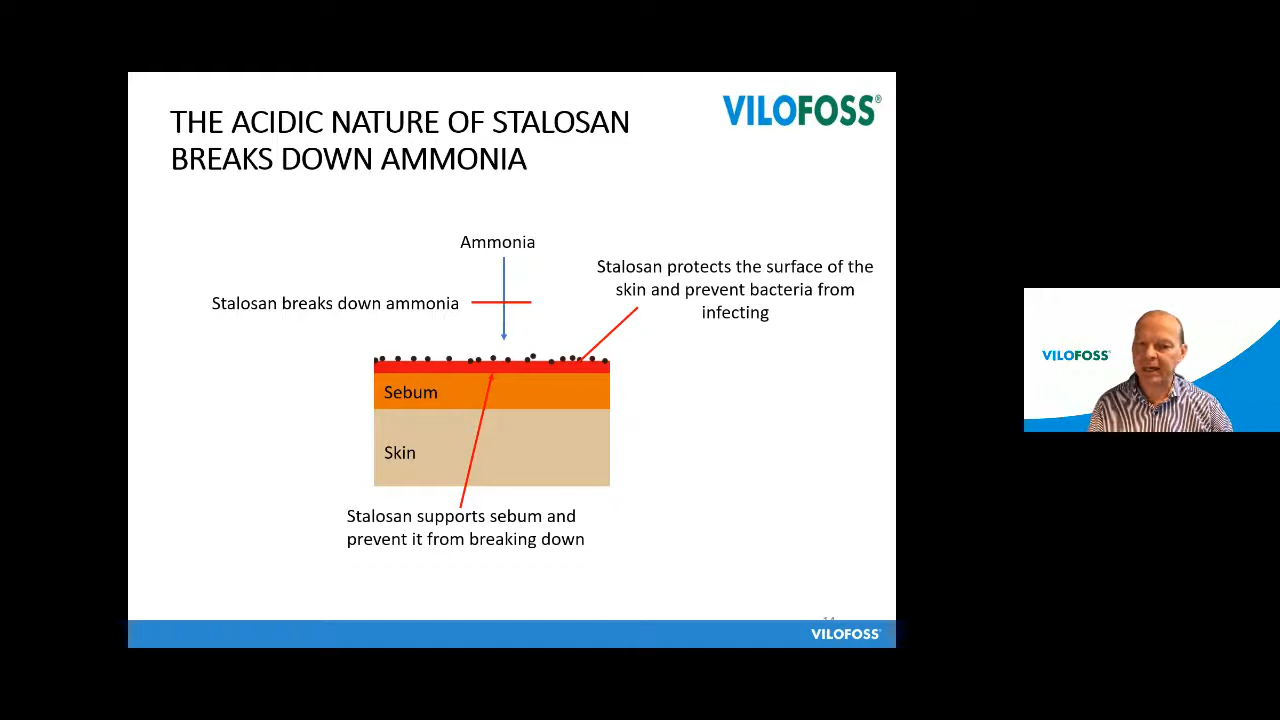 THE ACIDIC NATURE OF STALOSAN
BREAKS DOWN AMMONIA
VILOFOSS®
Ammonia
Stalosan breaks down ammonia
Stalosan protects the surface of the
skin and prevent bacteria from
infecting
Sebum
Skin
Stalosan supports sebum and
prevent it from breaking down
VILOFOSS®
VILOFOSS®